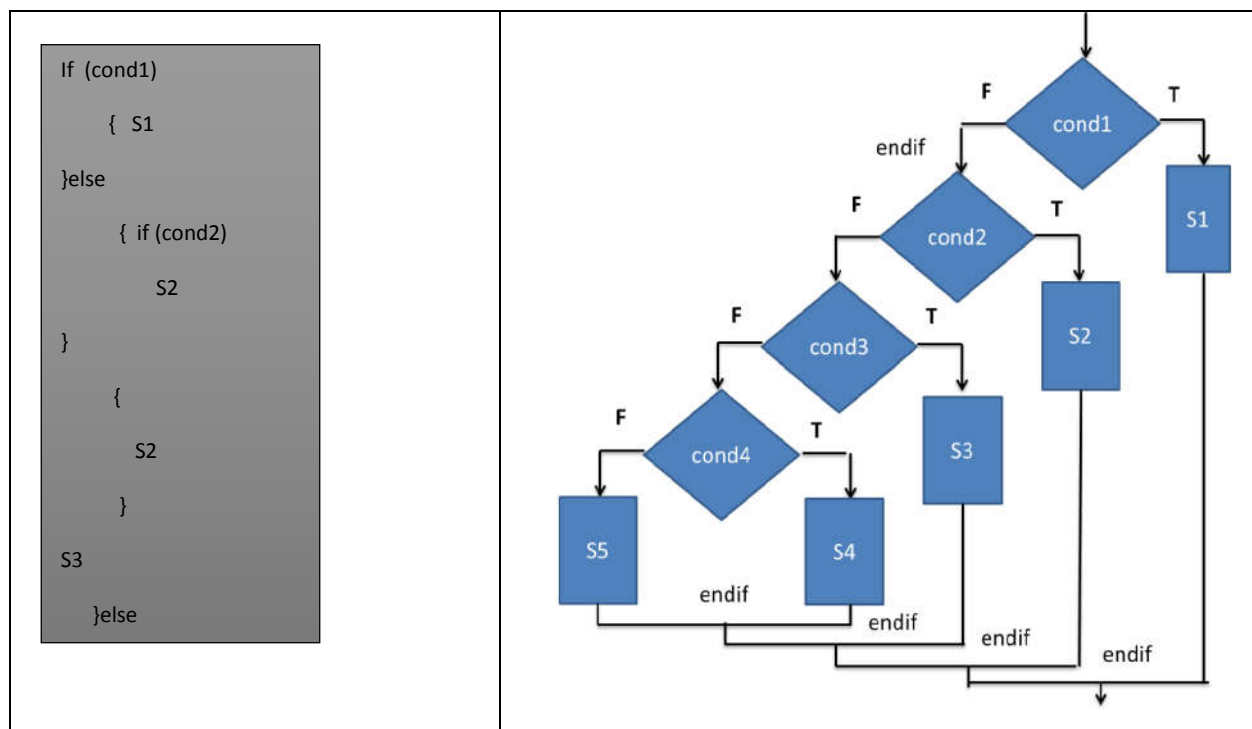 If (cond1)
{ S1
}else
{ if (cond2)
S2
}
{
S2
}
S3
}else
F
T
cond1
endif
F
T
S1
cond2
F
T
S2
cond3
F
T
S3
cond4
S5
S4
endif
endif
endif
endif